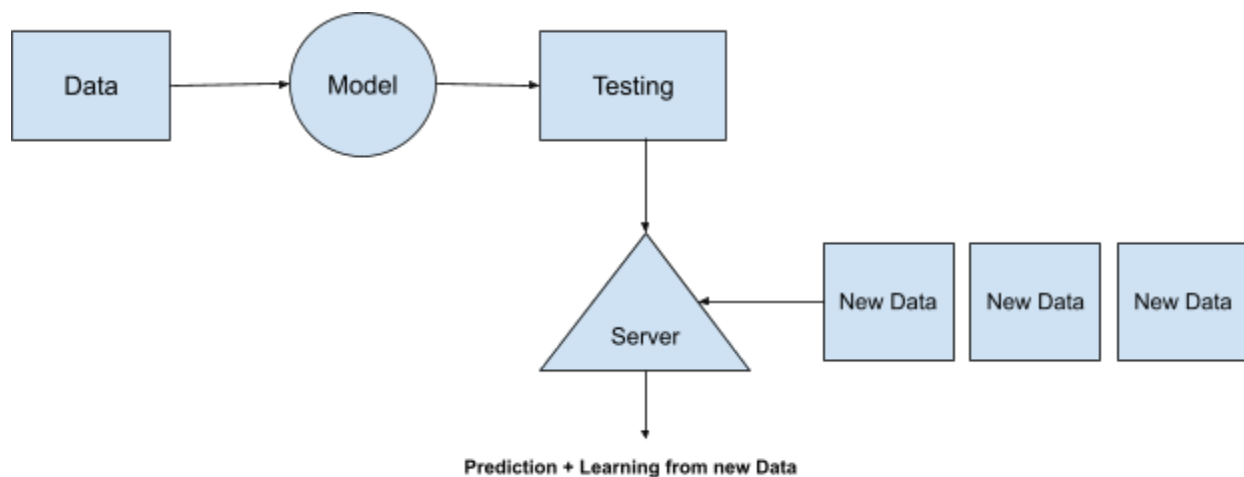 Data
Model
Testing
Server
New Data
New Data
New Data
Prediction + Learning from new Data